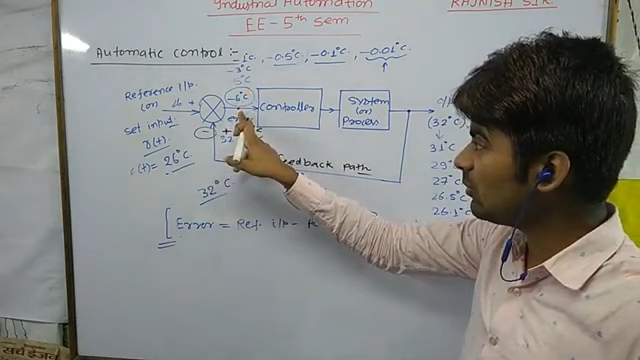 Industrial Automation
EE - 5th Sem
RAJNISH SIR
Automatic control :-
-1°C, -0.5°C, -0.1°C, -0.01°C
-3°C
5°C
-6°C
Reference i/p.
(or) 26 +
Set input.
r(t).
r(t) = 26°C
-
Controller
System
(or)
Process
(32°C)
31°C
29°
27°C
26.5°
26.1°C
Feedback path
32°C
Error = Ref. i/p -